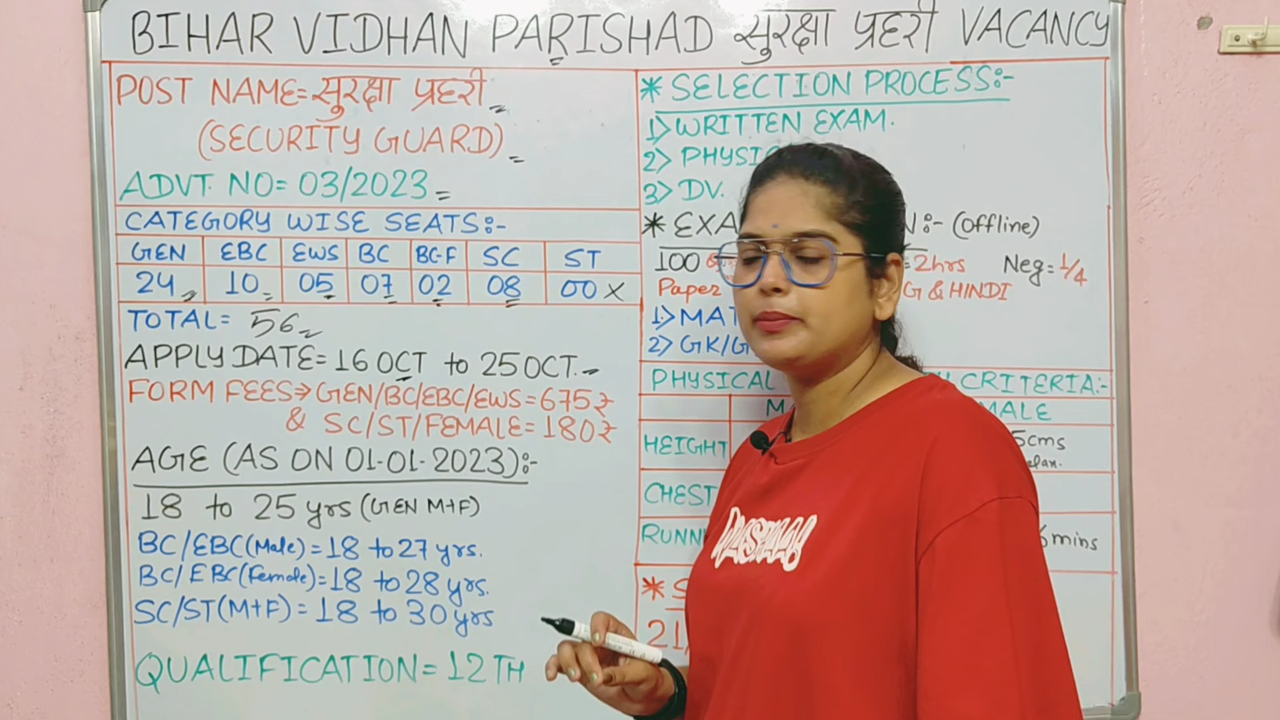 BIHAR VIDHAN PARISHAD सुरक्षा प्रहरी VACANCY
POST NAME=सुरक्षा प्रहरी
(SECURITY GUARD)
ADVT. NO= 03/2023
CATEGORY WISE SEATS:-
GEN EBC EWS BC BC-F SC ST
24 10 05 07 02 08 00 X
TOTAL= 56
APPLY DATE= 16 OCT to 25 OCT.
FORM FEES⇒ GEN/BC/EBC/EWS=675₹
& SC/ST/FEMALE=180₹
AGE (AS ON 01-01-2023):-
18 to 25 yrs (GEN M+F)
BC/EBC(Male)=18 to 27 yrs.
BC/EBC(Female)=18 to 28 yrs.
SC/ST(M+F)= 18 to 30 yrs
QUALIFICATION= 12TH
* SELECTION PROCESS:-
1> WRITTEN EXAM.
2> PHYSI
3> DV.
* EXA N:- (Offline)
100 =2hrs Neg=1/4
Paper G & HINDI
1> MAT
2> GK/G
PHYSICAL Y CRITERIA:-
M MALE
HEIGHT 5cms
elax.
CHEST
RUNN 6 mins
* S
21